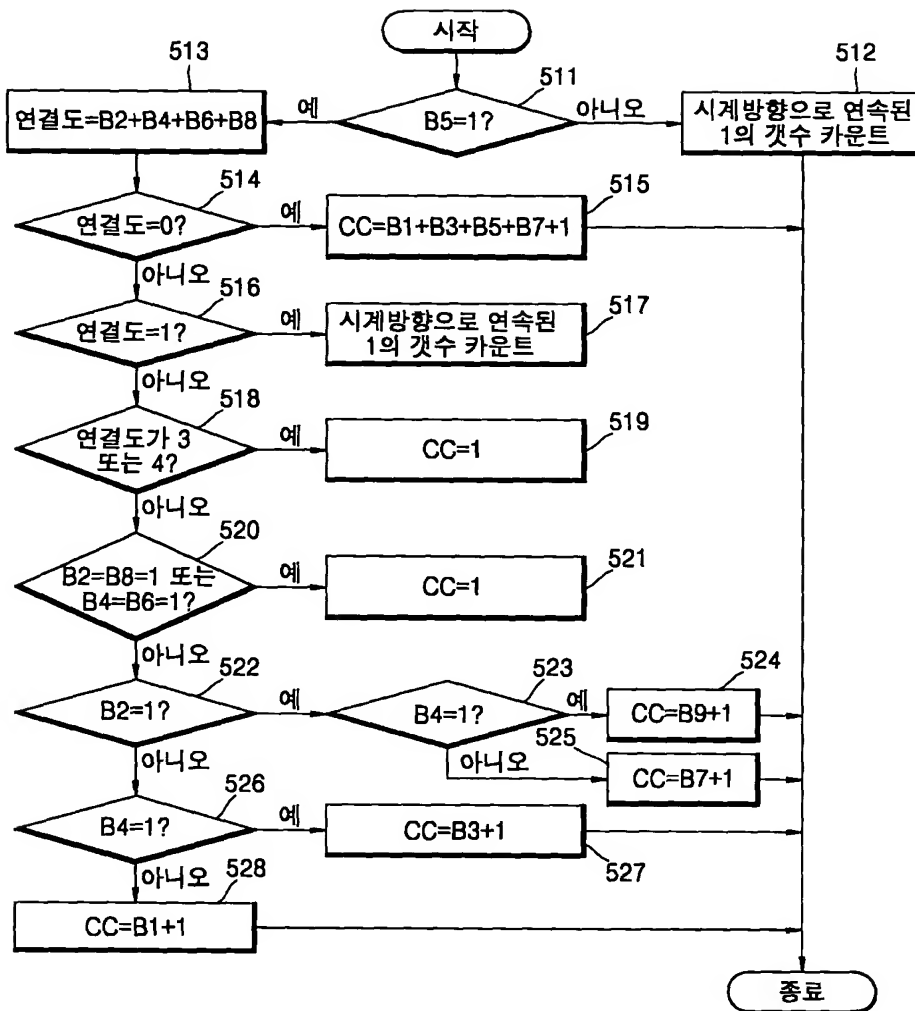 시작
513
511
512
연결도=B2+B4+B6+B8
예
B5=1?
아니오
시계방향으로 연속된
1의 갯수 카운트
514
연결도=0?
예
515
CC=B1+B3+B5+B7+1
아니오
516
연결도=1?
예
시계방향으로 연속된
1의 갯수 카운트
517
아니오
518
연결도가 3
또는 4?
예
CC=1
519
아니오
520
B2=B8=1 또는
B4=B6=1?
예
CC=1
521
아니오
522
B2=1?
예
523
B4=1?
예
524
CC=B9+1
아니오
525
CC=B7+1
아니오
526
B4=1?
예
CC=B3+1
527
아니오
528
CC=B1+1
종료